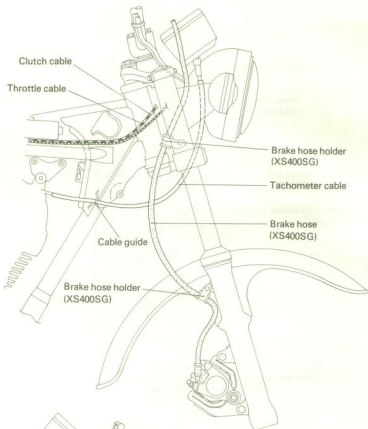 Clutch cable
Throttle cable
Brake hose holder
(XS400SG)
Tachometer cable
Brake hose
(XS400SG)
Cable guide
Brake hose holder
(XS400SG)